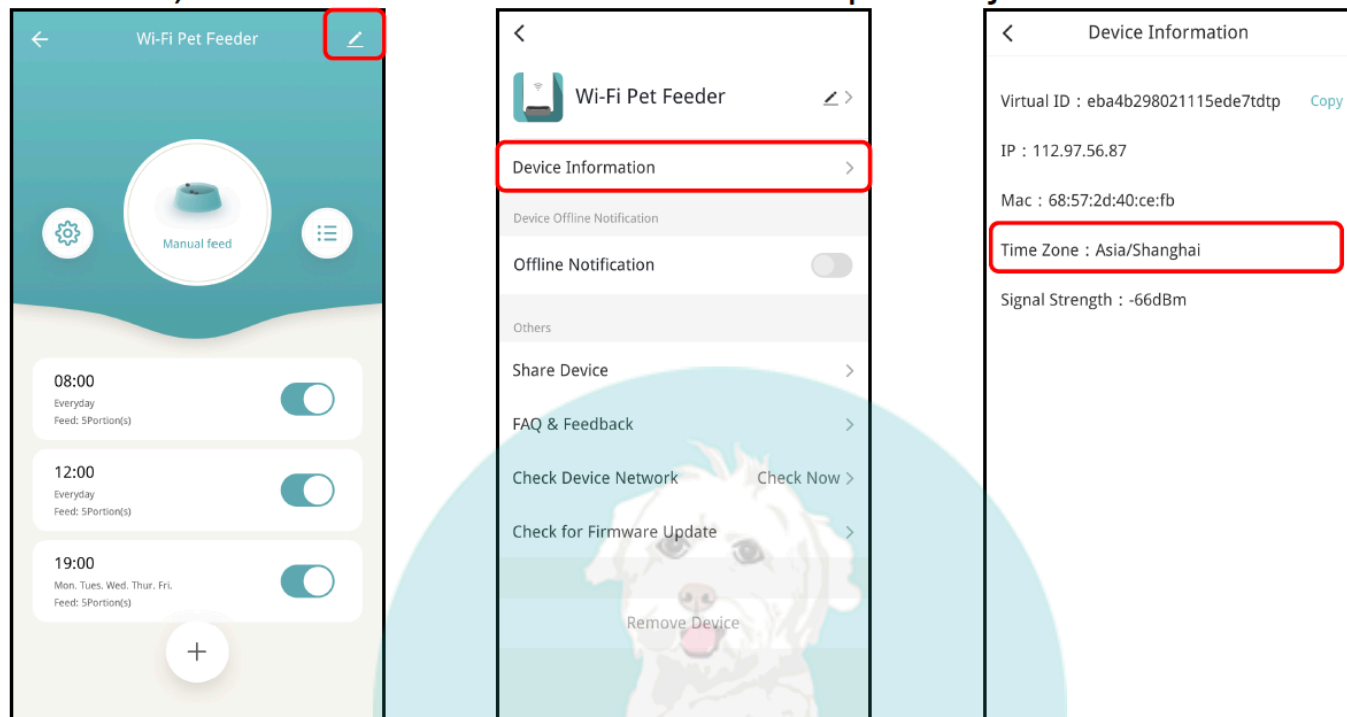 Wi-Fi Pet Feeder
Manual feed
08:00
Everyday
Feed: 5Portion(s)
12:00
Everyday
Feed: 5Portion(s)
19:00
Mon. Tues. Wed. Thur. Fri.
Feed: 5Portion(s)
Wi-Fi Pet Feeder
Device Information
Device Offline Notification
Offline Notification
Others
Share Device
FAQ & Feedback
Check Device Network Check Now
Check for Firmware Update
Remove Device
Device Information
Virtual ID：eba4b298021115ede7tdtp Copy
IP：112.97.56.87
Mac：68:57:2d:40:ce:fb
Time Zone：Asia/Shanghai
Signal Strength：-66dBm